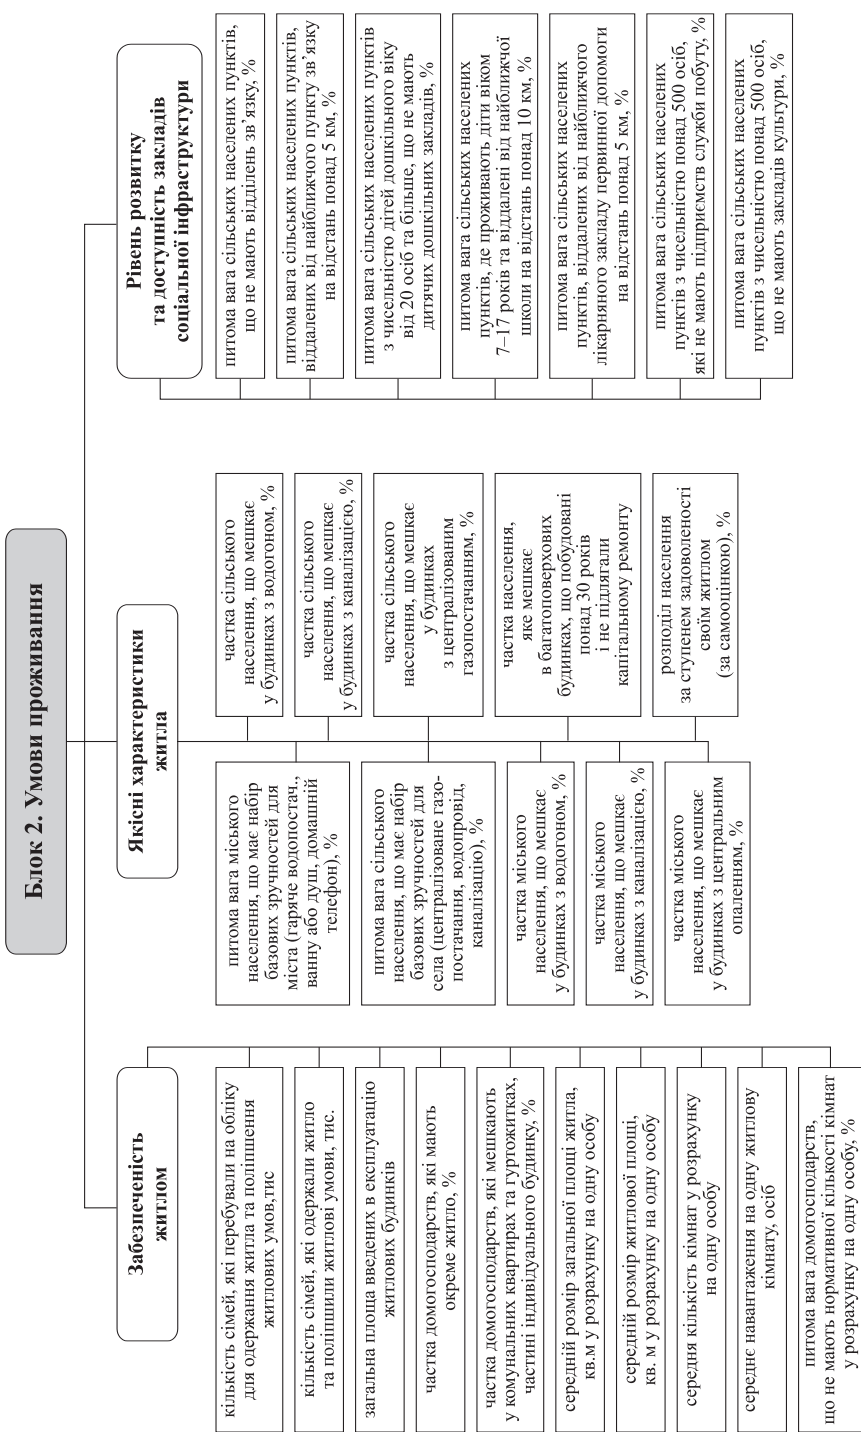 Блок 2. Умови проживання
Забезпеченість
житлом
кількість сімей, які перебували на обліку
для одержання житла та поліпшення
житлових умов,тис
кількість сімей, які одержали житло
та поліпшили житлові умови, тис.
загальна площа введених в експлуатацію
житлових будинків
частка домогосподарств, які мають
окреме житло, %
частка домогосподарств, які мешкають
у комунальних квартирах та гуртожитках,
частині індивідуального будинку, %
середній розмір загальної площі житла,
кв.м у розрахунку на одну особу
середній розмір житлової площі,
кв. м у розрахунку на одну особу
середня кількість кімнат у розрахунку
на одну особу
середнє навантаження на одну житлову
кімнату, осіб
питома вага домогосподарств,
що не мають нормативної кількості кімнат
у розрахунку на одну особу, %
Якісні характеристики
житла
питома вага міського
населення, що має набір
базових зручностей для
міста (гаряче водопостач.,
ванну або душ, домашній
телефон), %
питома вага сільського
населення, що має набір
базових зручностей для
села (централізоване газо-
постачання, водопровід,
каналізацію), %
частка міського
населення, що мешкає
у будинках з водогоном, %
частка міського
населення, що мешкає
у будинках з каналізацією, %
частка міського
населення, що мешкає
у будинках з центральним
опаленням, %
частка сільського
населення, що мешкає
у будинках з водогоном, %
частка сільського
населення, що мешкає
у будинках з каналізацією, %
частка сільського
населення, що мешкає
у будинках
з централізованим
газопостачанням, %
частка населення,
яке мешкає
в багатоповерхових
будинках, що побудовані
понад 30 років
і не підлягали
капітальному ремонту
розподіл населення
за ступенем задоволеності
своїм житлом
(за самооцінкою), %
Рівень розвитку
та доступність закладів
соціальної інфраструктури
питома вага сільських населених пунктів,
що не мають відділень зв’язку, %
питома вага сільських населених пунктів,
віддалених від найближчого пункту зв’язку
на відстань понад 5 км, %
питома вага сільських населених пунктів
з чисельністю дітей дошкільного віку
від 20 осіб та більше, що не мають
дитячих дошкільних закладів, %
питома вага сільських населених
пунктів, де проживають діти віком
7–17 років та віддалені від найближчої
школи на відстань понад 10 км, %
питома вага сільських населених
пунктів, віддалених від найближчого
лікарняного закладу первинної допомоги
на відстань понад 5 км, %
питома вага сільських населених
пунктів з чисельністю понад 500 осіб,
які не мають підприємств служби побуту, %
питома вага сільських населених
пунктів з чисельністю понад 500 осіб,
що не мають закладів культури, %